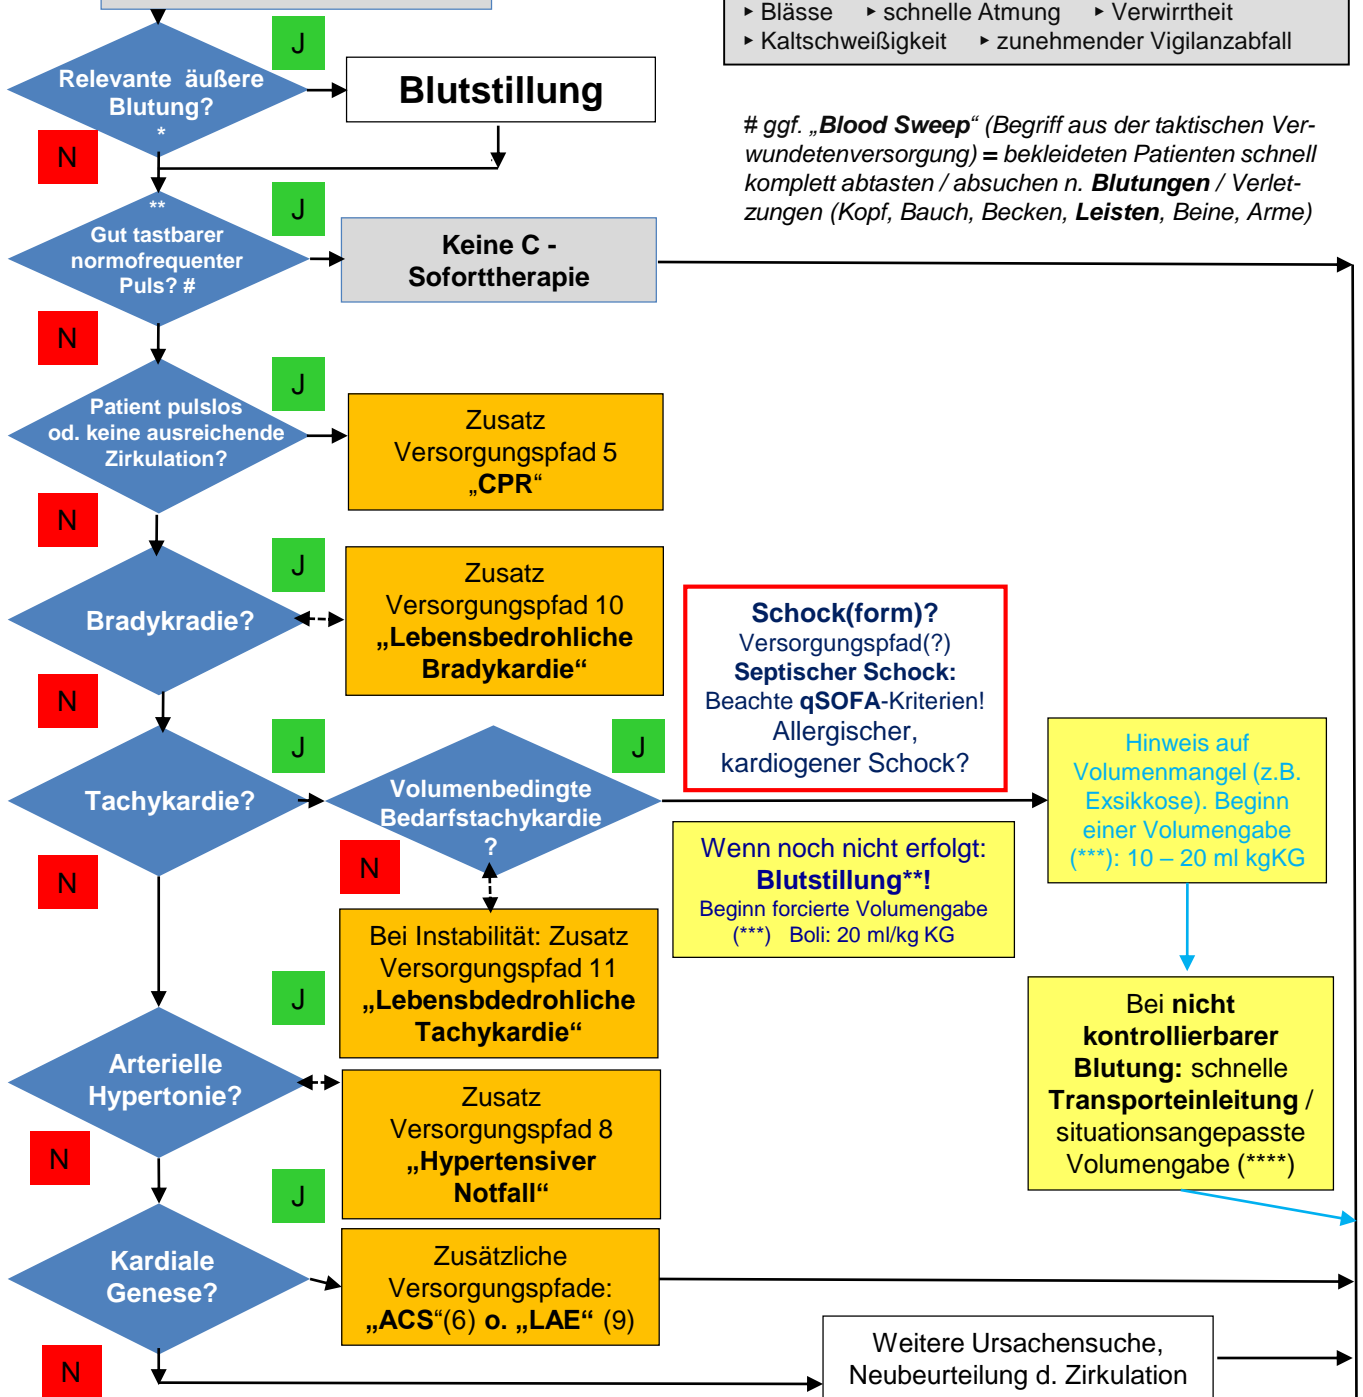 ▸ Blässe ▸ schnelle Atmung ▸ Verwirrtheit
▸ Kaltschweißigkeit ▸ zunehmender Vigilanzabfall
J
Relevante äußere
Blutung?
*
Blutstillung
N
# ggf. „Blood Sweep“ (Begriff aus der taktischen Ver-
wundetenversorgung) = bekleideten Patienten schnell
komplett abtasten / absuchen n. Blutungen / Verlet-
zungen (Kopf, Bauch, Becken, Leisten, Beine, Arme)
**
Gut tastbarer
normofrequenter
Puls? #
J
Keine C -
Soforttherapie
N
Patient pulslos
od. keine ausreichende
Zirkulation?
J
Zusatz
Versorgungspfad 5
„CPR“
N
Bradykradie?
J
Zusatz
Versorgungspfad 10
„Lebensbedrohliche
Bradykardie“
N
Schock(form)?
Versorgungspfad(?)
Septischer Schock:
Beachte qSOFA-Kriterien!
Allergischer,
kardiogener Schock?
Tachykardie?
J
Volumenbedingte
Bedarfstachykardie
?
J
Hinweis auf
Volumenmangel (z.B.
Exsikkose). Beginn
einer Volumengabe
(***): 10 – 20 ml kgKG
N
N
Wenn noch nicht erfolgt:
Blutstillung**!
Beginn forcierte Volumengabe
(***) Boli: 20 ml/kg KG
Bei Instabilität: Zusatz
Versorgungspfad 11
„Lebensbdedrohliche
Tachykardie“
Bei nicht
kontrollierbarer
Blutung: schnelle
Transporteinleitung /
situationsangepasste
Volumengabe (****)
J
Arterielle
Hypertonie?
Zusatz
Versorgungspfad 8
„Hypertensiver
Notfall“
N
J
Kardiale
Genese?
Zusätzliche
Versorgungspfade:
„ACS“(6) o. „LAE“ (9)
N
Weitere Ursachensuche,
Neubeurteilung d. Zirkulation